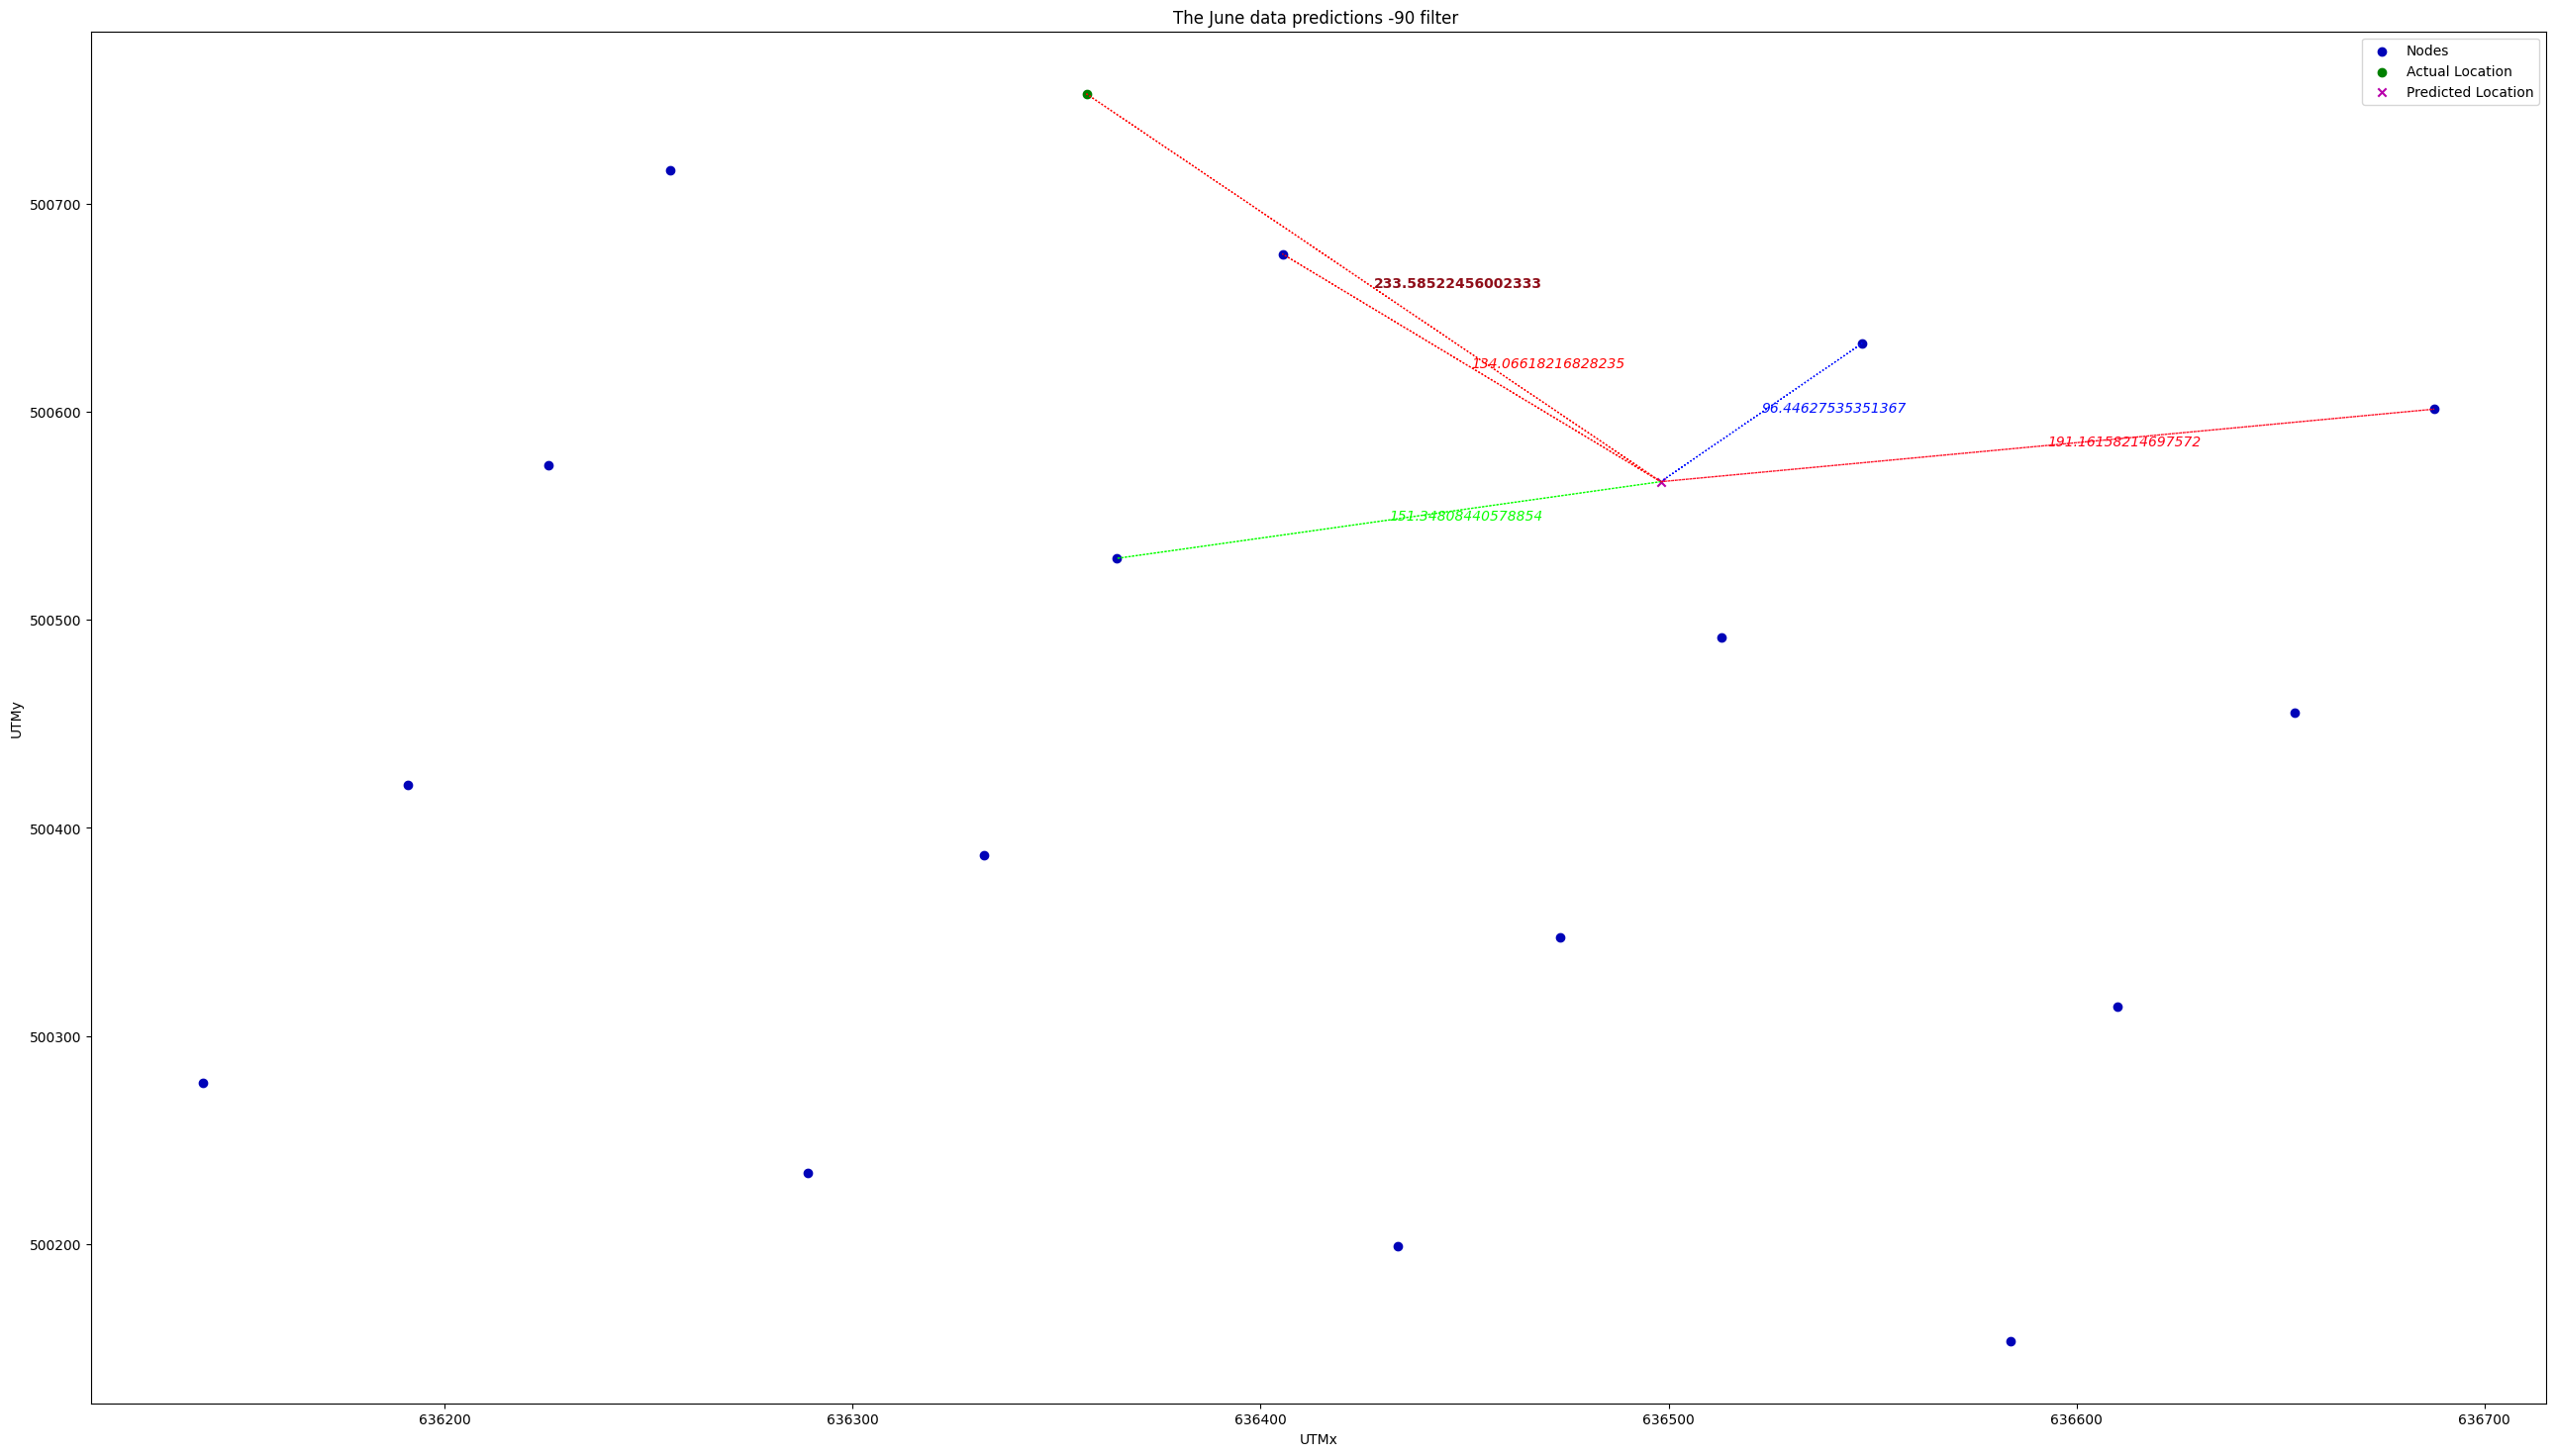 The June data predictions -90 filter
Nodes
Actual Location
Predicted Location
500700
233.58522456002333
134.06618216828235
96.44627535351367
500600
191.16158214697572
151.34808440578854
500500
UTMy
500400
500300
500200
636200 636300 636400 636500 636600 636700
UTMx